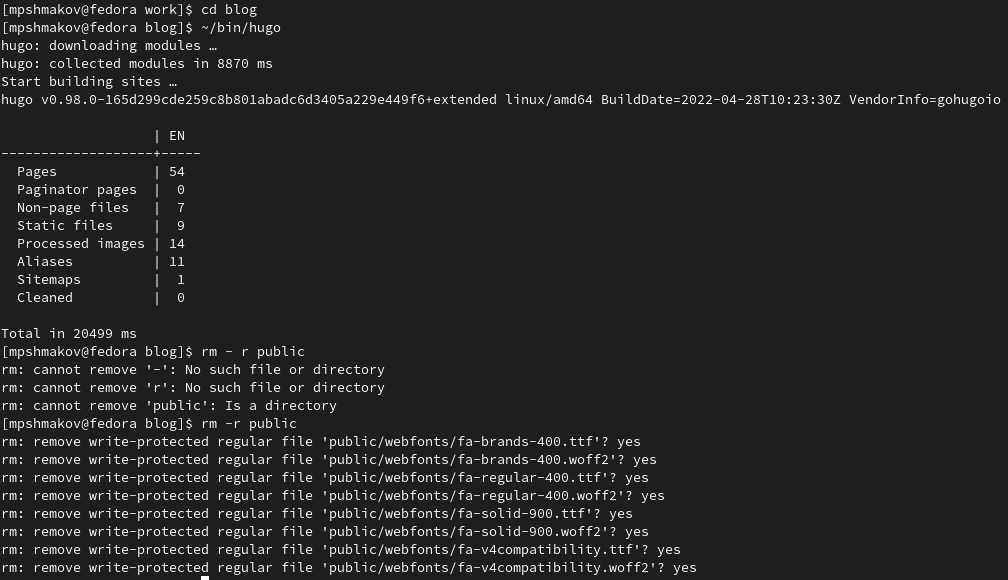 [mpshmakov@fedora work]$ cd blog
[mpshmakov@fedora blog]$ ~/bin/hugo
hugo: downloading modules …
hugo: collected modules in 8870 ms
Start building sites …
hugo v0.98.0-165d299cde259c8b801abadc6d3405a229e449f6+extended linux/amd64 BuildDate=2022-04-28T10:23:30Z VendorInfo=gohugoio
                   | EN
-------------------+-----
  Pages            | 54
  Paginator pages  |  0
  Non-page files   |  7
  Static files     |  9
  Processed images | 14
  Aliases          | 11
  Sitemaps         |  1
  Cleaned          |  0
Total in 20499 ms
[mpshmakov@fedora blog]$ rm - r public
rm: cannot remove '-': No such file or directory
rm: cannot remove 'r': No such file or directory
rm: cannot remove 'public': Is a directory
[mpshmakov@fedora blog]$ rm -r public
rm: remove write-protected regular file 'public/webfonts/fa-brands-400.ttf'? yes
rm: remove write-protected regular file 'public/webfonts/fa-brands-400.woff2'? yes
rm: remove write-protected regular file 'public/webfonts/fa-regular-400.ttf'? yes
rm: remove write-protected regular file 'public/webfonts/fa-regular-400.woff2'? yes
rm: remove write-protected regular file 'public/webfonts/fa-solid-900.ttf'? yes
rm: remove write-protected regular file 'public/webfonts/fa-solid-900.woff2'? yes
rm: remove write-protected regular file 'public/webfonts/fa-v4compatibility.ttf'? yes
rm: remove write-protected regular file 'public/webfonts/fa-v4compatibility.woff2'? yes